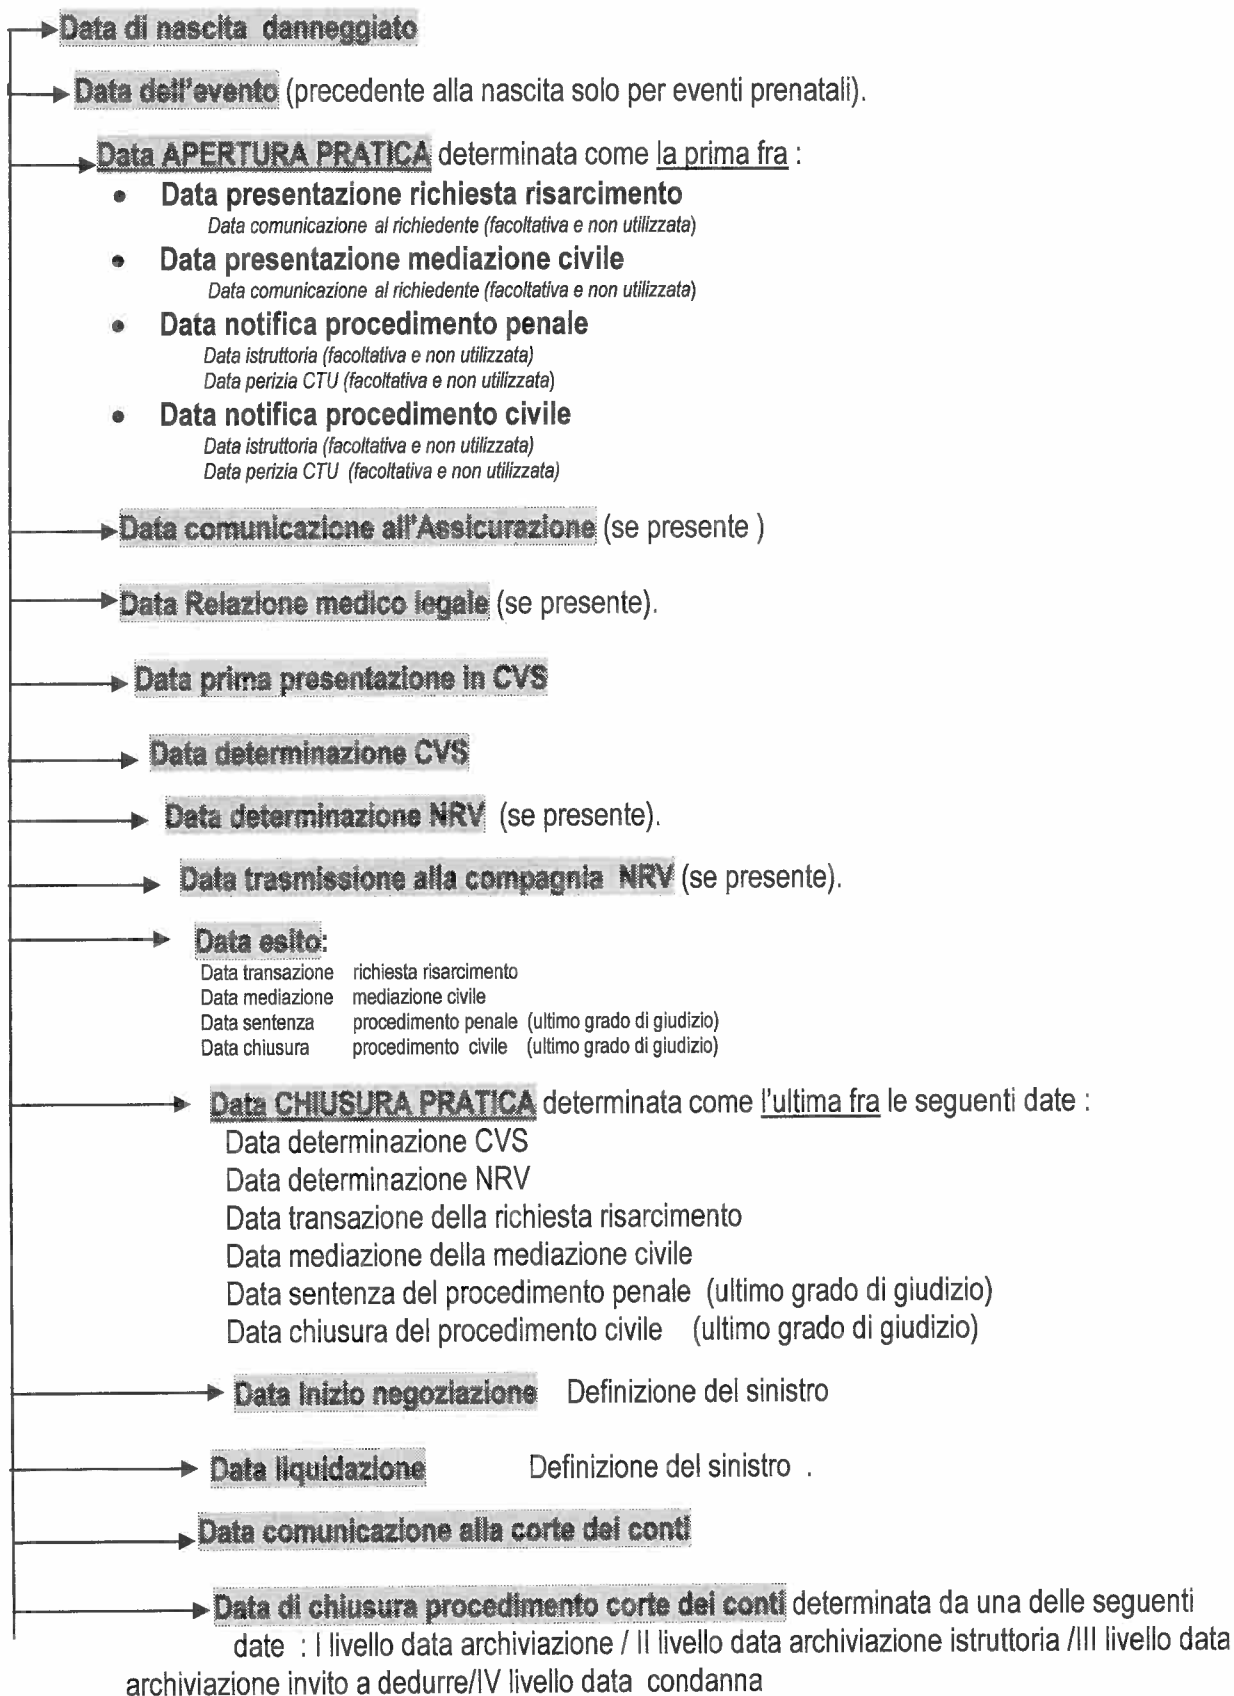 Data di nascita danneggiato
Data dell'evento (precedente alla nascita solo per eventi prenatali).
Data APERTURA PRATICA determinata come la prima fra :
• Data presentazione richiesta risarcimento
Data comunicazione al richiedente (facoltativa e non utilizzata)
• Data presentazione mediazione civile
Data comunicazione al richiedente (facoltativa e non utilizzata)
• Data notifica procedimento penale
Data istruttoria (facoltativa e non utilizzata)
Data perizia CTU (facoltativa e non utilizzata)
• Data notifica procedimento civile
Data istruttoria (facoltativa e non utilizzata)
Data perizia CTU (facoltativa e non utilizzata)
Data comunicazione all'Assicurazione (se presente )
Data Relazione medico legale (se presente).
Data prima presentazione in CVS
Data determinazione CVS
Data determinazione NRV (se presente).
Data trasmissione alla compagnia NRV (se presente).
Data esito:
Data transazione richiesta risarcimento
Data mediazione mediazione civile
Data sentenza procedimento penale (ultimo grado di giudizio)
Data chiusura procedimento civile (ultimo grado di giudizio)
Data CHIUSURA PRATICA determinata come l'ultima fra le seguenti date :
Data determinazione CVS
Data determinazione NRV
Data transazione della richiesta risarcimento
Data mediazione della mediazione civile
Data sentenza del procedimento penale (ultimo grado di giudizio)
Data chiusura del procedimento civile (ultimo grado di giudizio)
Data Inizio negoziazione Definizione del sinistro
Data liquidazione Definizione del sinistro .
Data comunicazione alla corte dei conti
Data di chiusura procedimento corte dei conti determinata da una delle seguenti
date : I livello data archiviazione / II livello data archiviazione istruttoria /III livello data
archiviazione invito a dedurre/IV livello data condanna